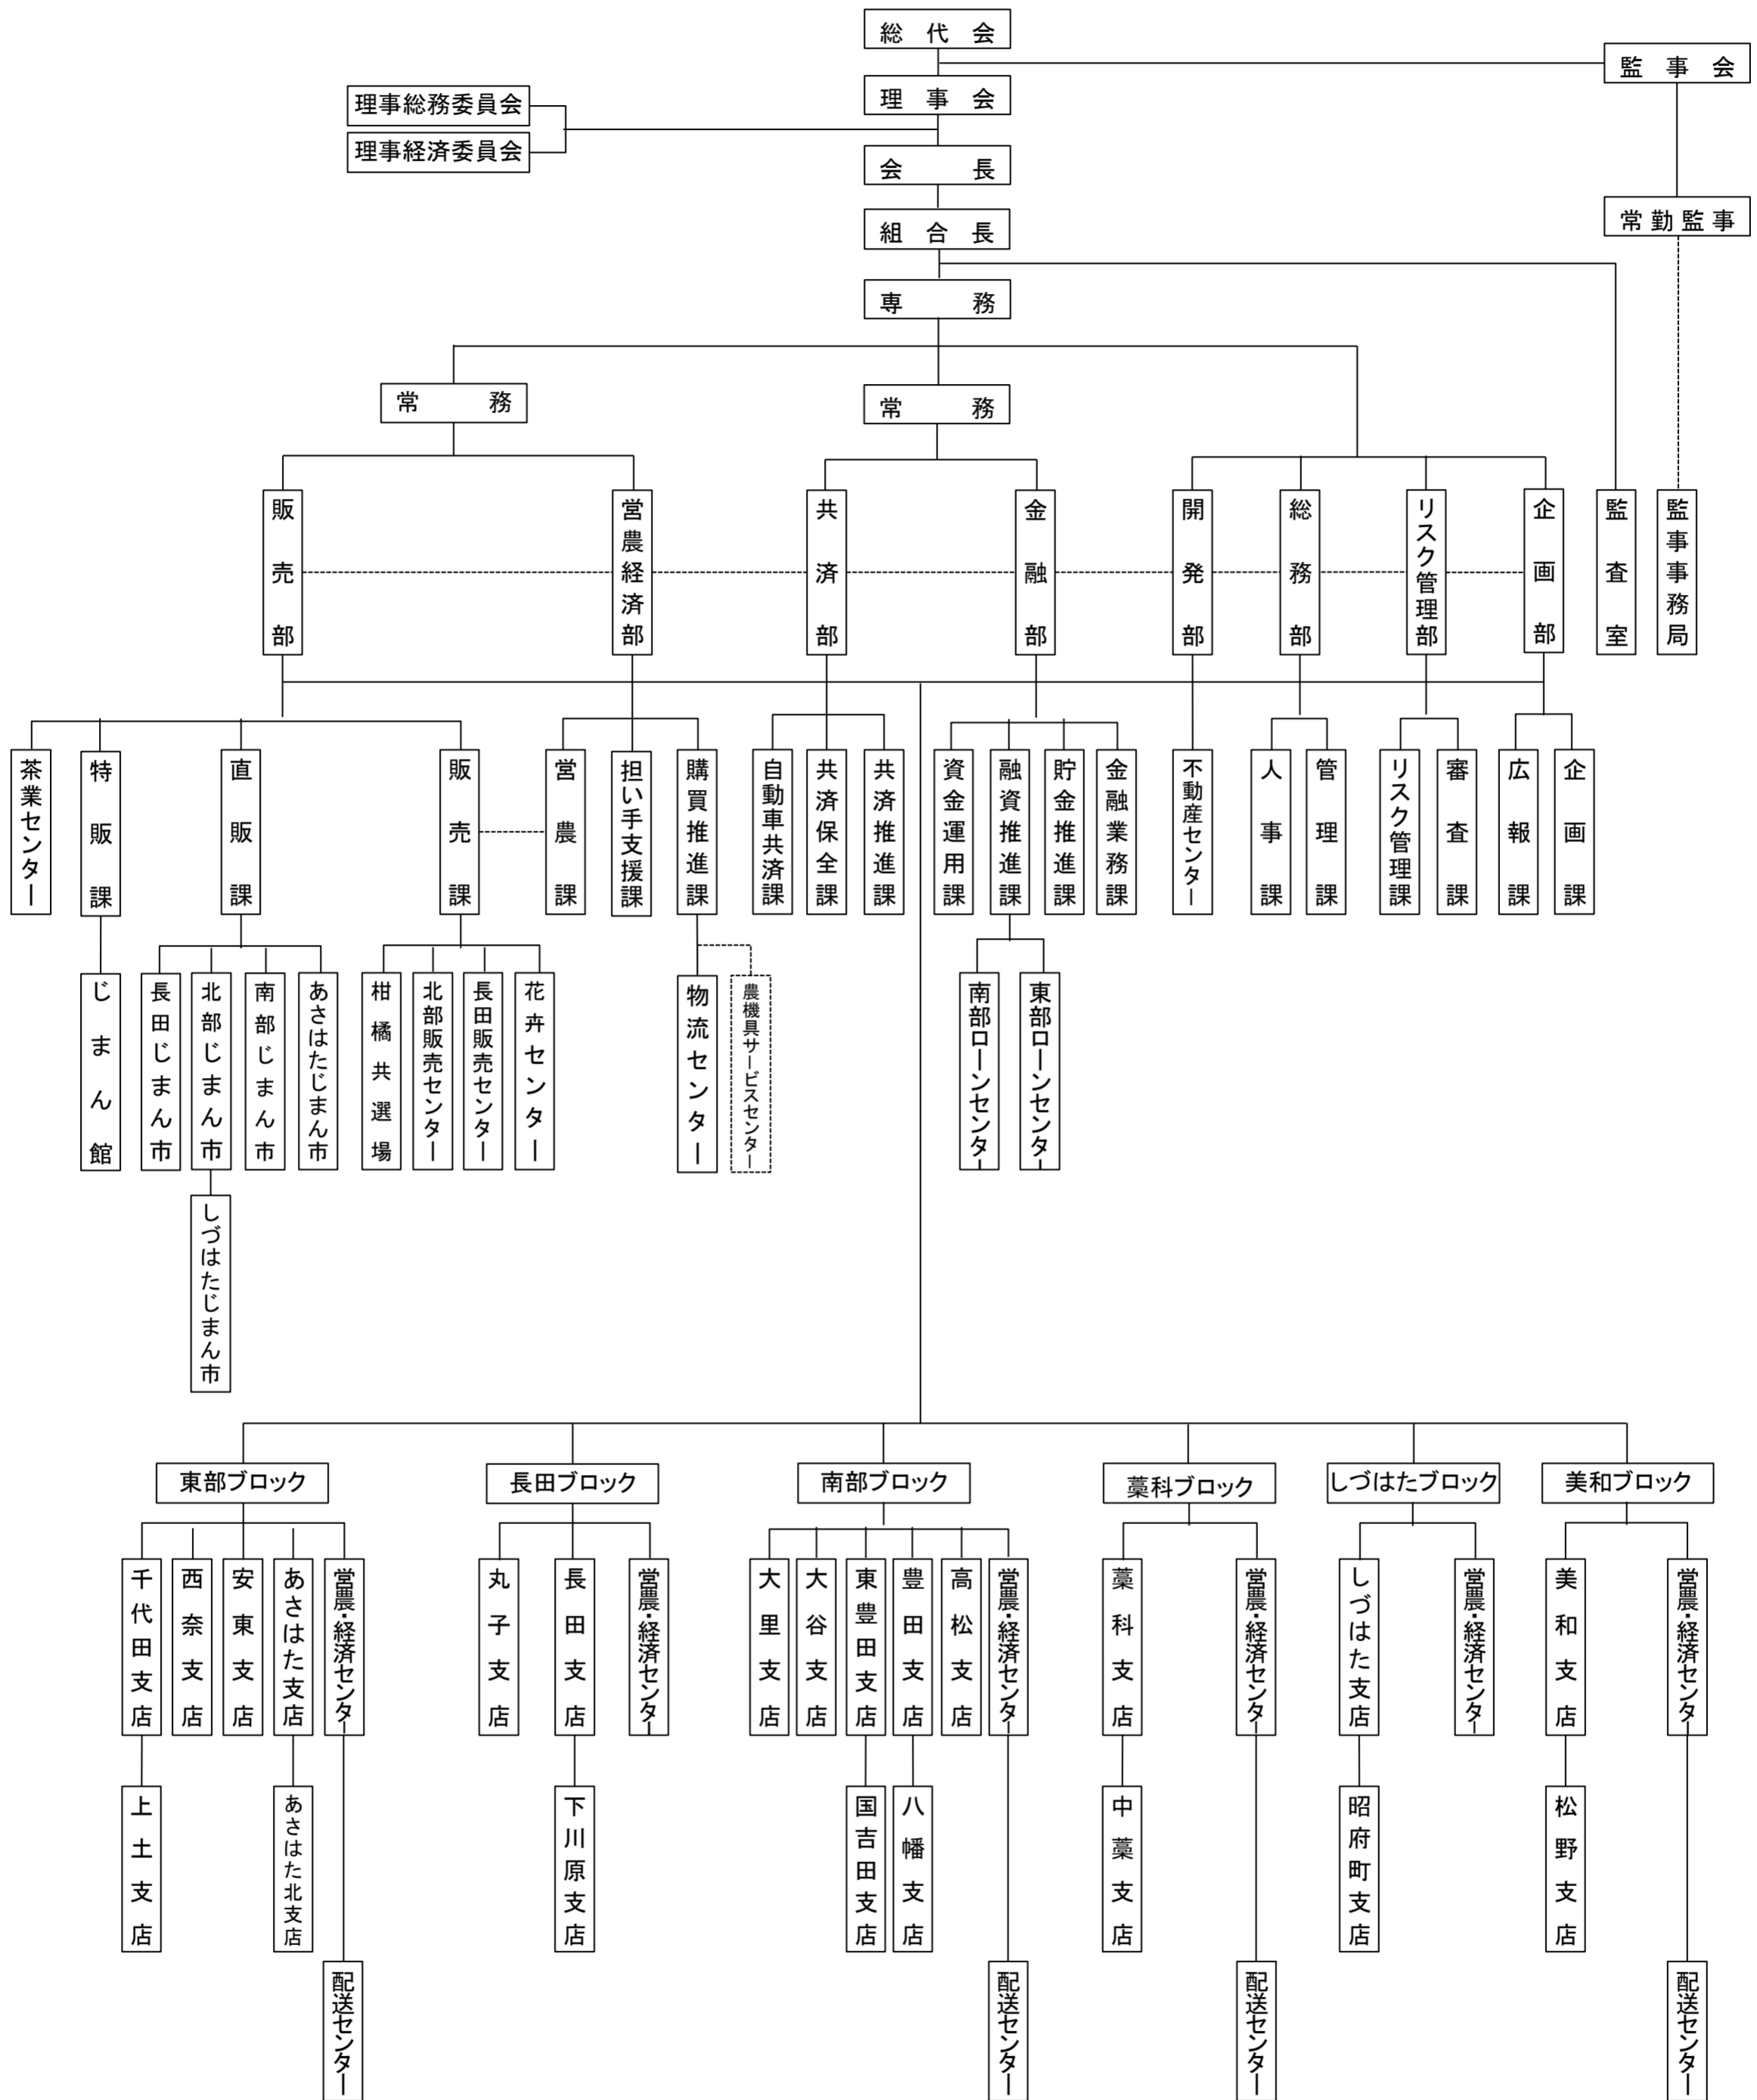 総代会
監事会
理事会
理事総務委員会
理事経済委員会
会長
組合長
常勤監事
専務
常務
常務
販売部
営農経済部
共済部
金融部
開発部
総務部
リスク管理部
企画部
監査室
監事事務局
茶業センター
特販課
直販課
販売課
営農課
担い手支援課
購買推進課
自動車共済課
共済保全課
共済推進課
資金運用課
融資推進課
貯金推進課
金融業務課
不動産センター
人事課
管理課
リスク管理課
審査課
広報課
企画課
じまん館
長田じまん市
北部じまん市
南部じまん市
あさはたじまん市
柑橘共選場
北部販売センター
長田販売センター
花卉センター
物流センター
農機具サービスセンター
南部ローンセンター
東部ローンセンター
しづはたじまん市
東部ブロック
長田ブロック
南部ブロック
藁科ブロック
しづはたブロック
美和ブロック
千代田支店
西奈支店
安東支店
あさはた支店
営農・経済センター
丸子支店
長田支店
営農・経済センター
大里支店
大谷支店
東豊田支店
豊田支店
高松支店
営農・経済センター
藁科支店
営農・経済センター
しづはた支店
営農・経済センター
美和支店
営農・経済センター
上土支店
あさはた北支店
下川原支店
国吉田支店
八幡支店
中藁支店
昭府町支店
松野支店
配送センター
配送センター
配送センター
配送センター